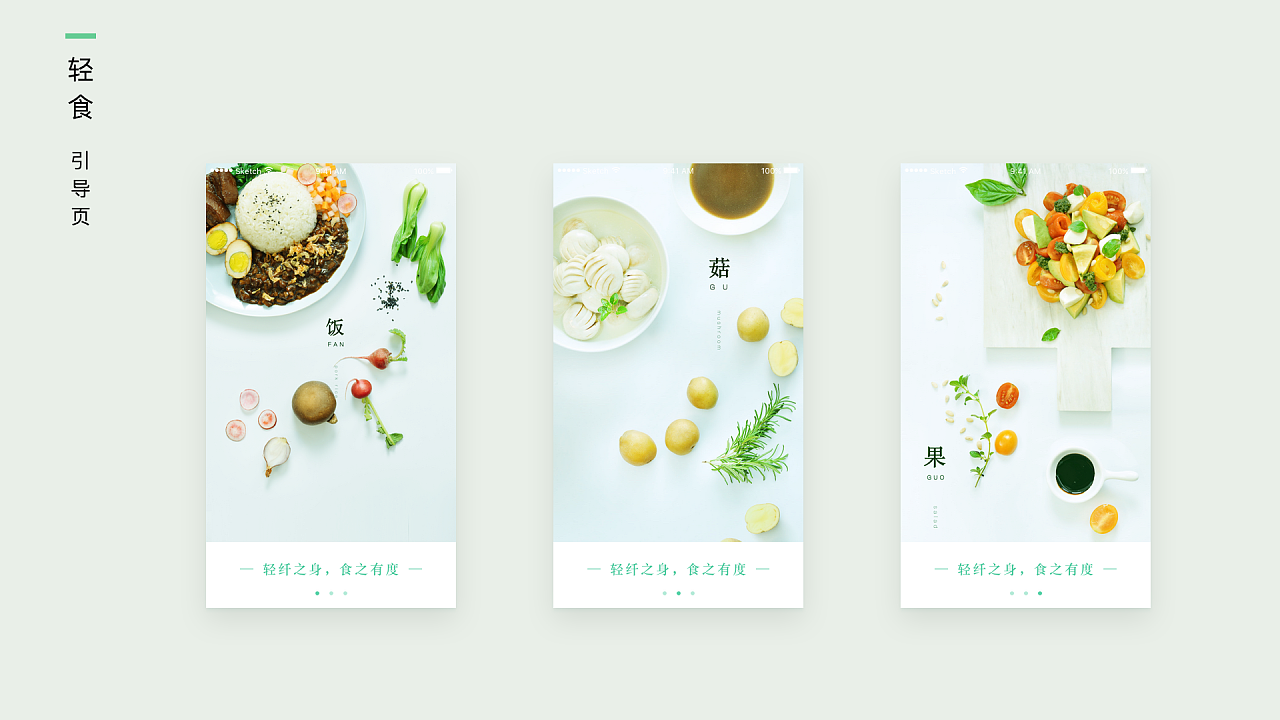 轻食
引导页
Sketch
9:41 AM
100%
饭
FAN
轻纤之身，食之有度
9:41 AM
100%
菇
GU
mushroom
轻纤之身，食之有度
Sketch
9:41 AM
100%
果
GUO
salad
轻纤之身，食之有度